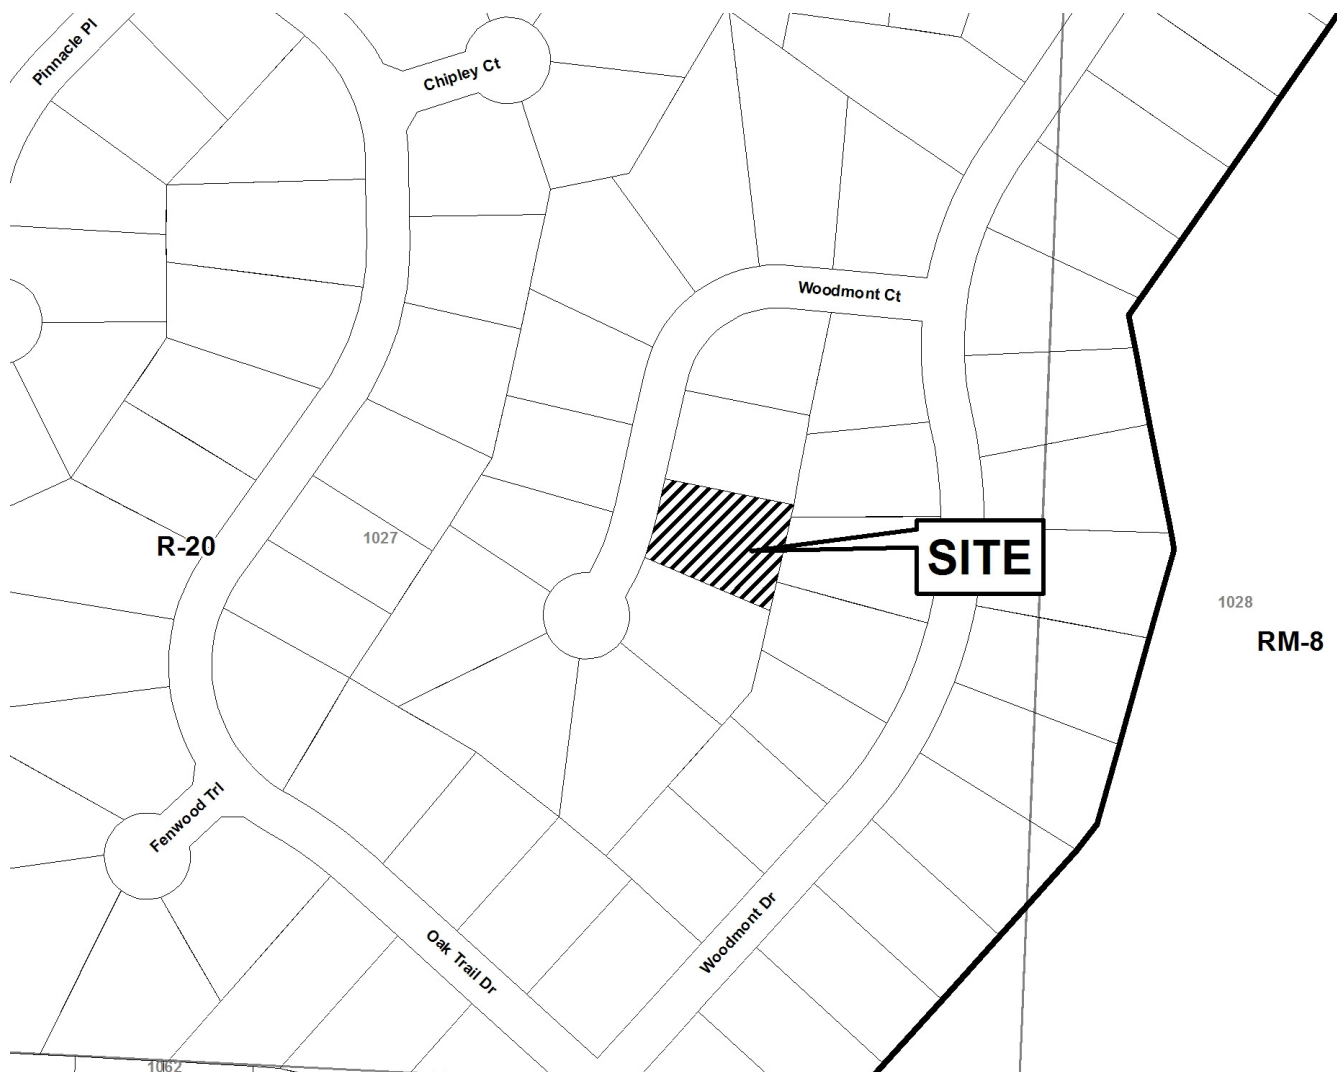 Pinnacle Pl
Chipley Ct
Woodmont Ct
R-20
1027
SITE
1028
RM-8
Fenwood Trl
Oak Trail Dr
Woodmont Dr
1062